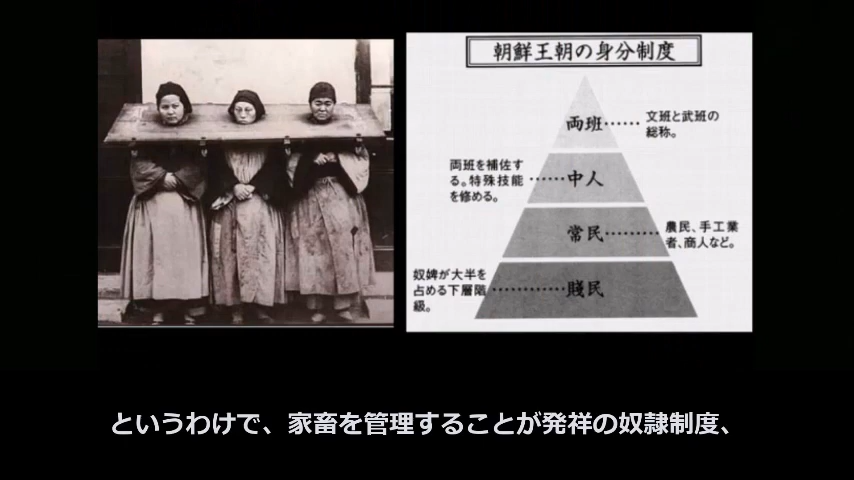 朝鮮王朝の身分制度
両班
文班と武班の
総称。
両班を補佐す
る。特殊技能
を修める。
中人
常民
農民、手工業
者、商人など。
奴婢が大半を
占める下層階
級。
賤民
というわけで、家畜を管理することが発祥の奴隷制度、